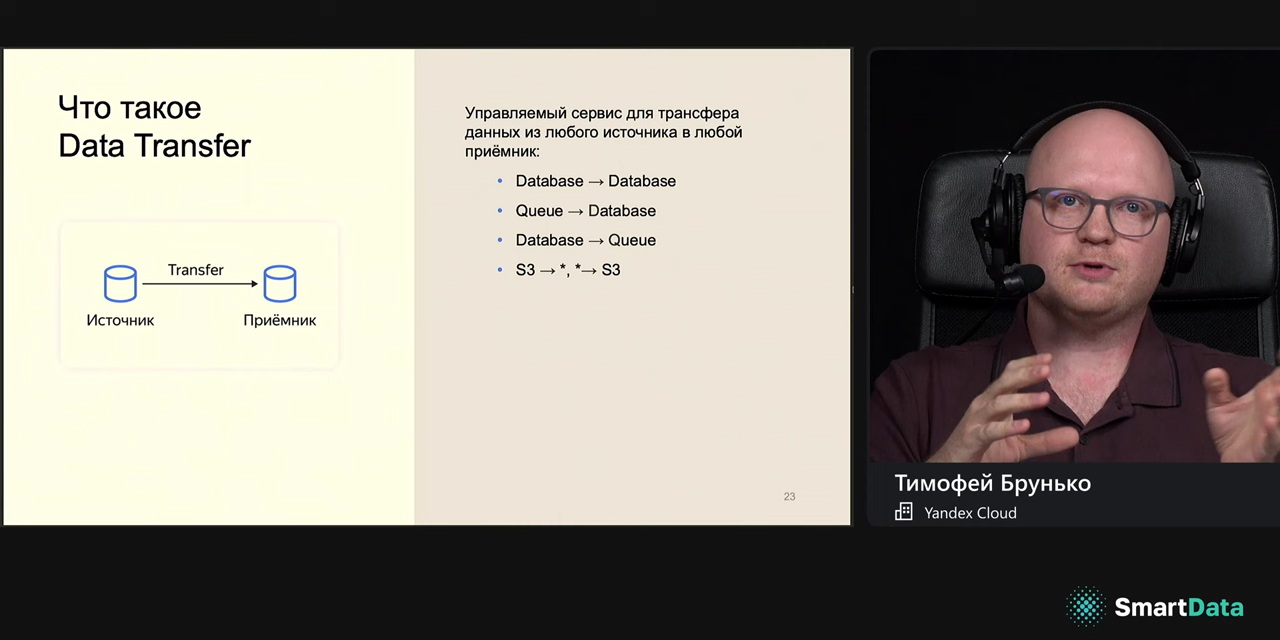 Что такое
Data Transfer
Transfer
Источник
Приёмник
Управляемый сервис для трансфера
данных из любого источника в любой
приёмник:
• Database → Database
• Queue → Database
• Database → Queue
• S3 → *, *→ S3
23
Тимофей Брунько
Yandex Cloud
SmartData